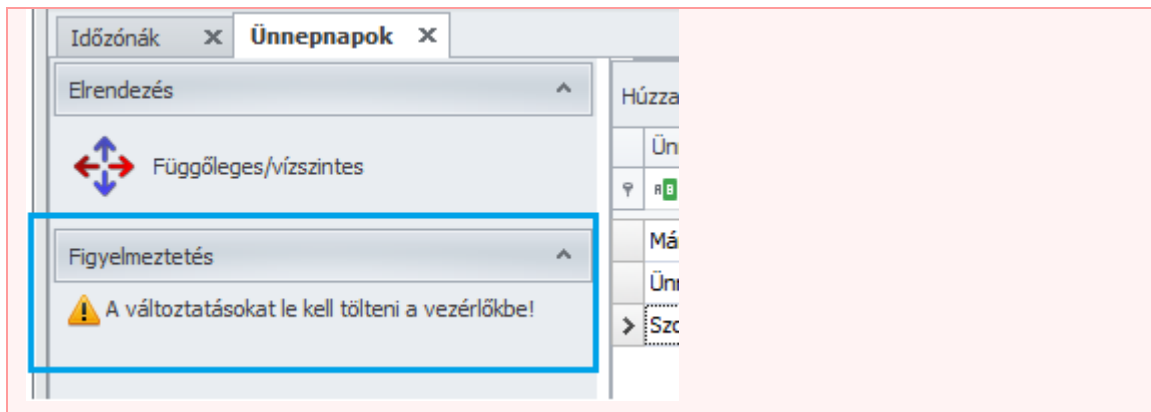 Időzónák
Ünnepnapok
Elrendezés
Függőleges/vízszintes
Figyelmeztetés
A változtatásokat le kell tölteni a vezérlőkbe!